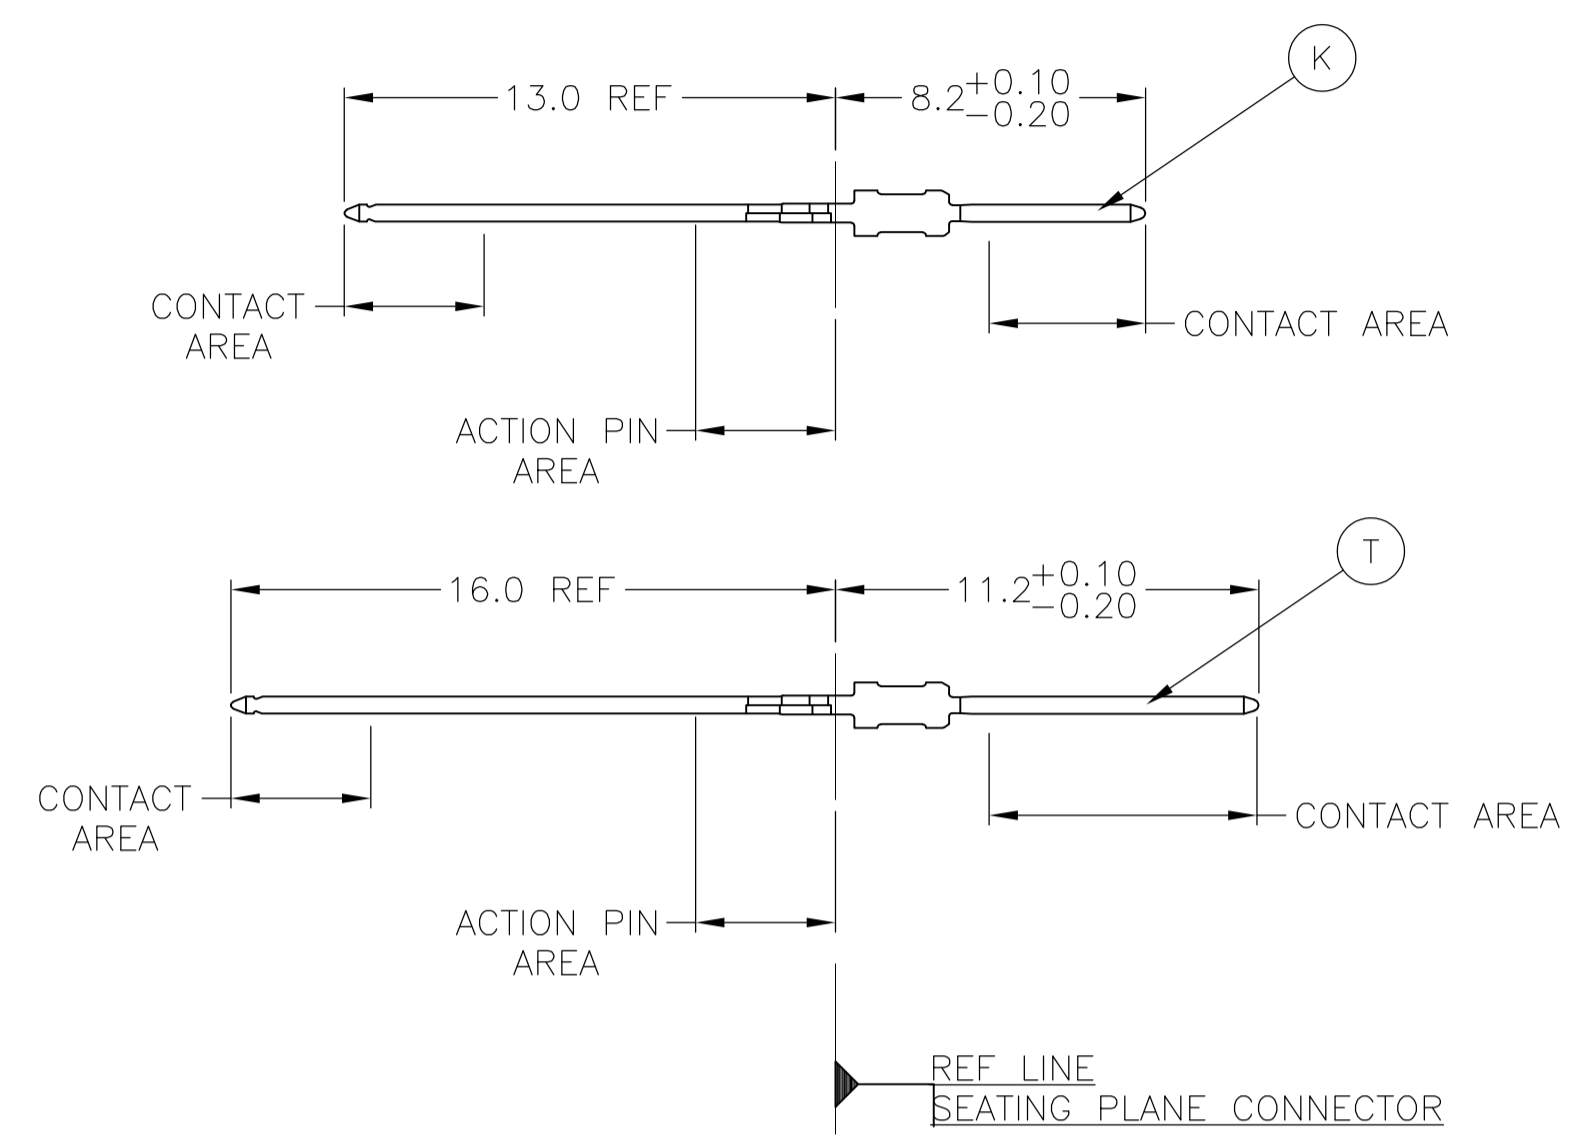 K
13.0 REF
8.2 +0.10
-0.20
CONTACT
AREA
CONTACT AREA
ACTION PIN
AREA
T
16.0 REF
11.2 +0.10
-0.20
CONTACT
AREA
CONTACT AREA
ACTION PIN
AREA
REF LINE
SEATING PLANE CONNECTOR